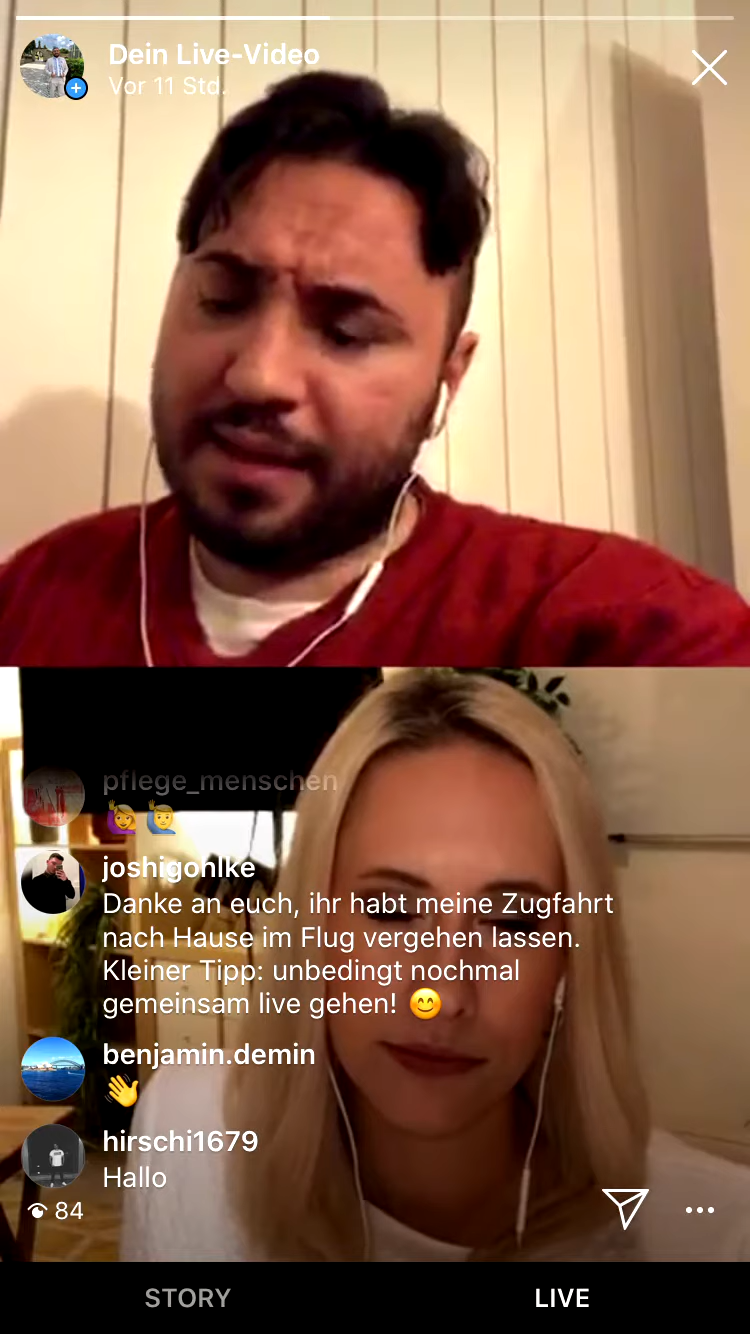 Dein Live-Video
Vor 11 Std.
pflege_menschen
🙋🙋‍♂️
joshigohlke
Danke an euch, ihr habt meine Zugfahrt
nach Hause im Flug vergehen lassen.
Kleiner Tipp: unbedingt nochmal
gemeinsam live gehen! 😊
benjamin.demin
👋
hirschi1679
Hallo
84
STORY
LIVE